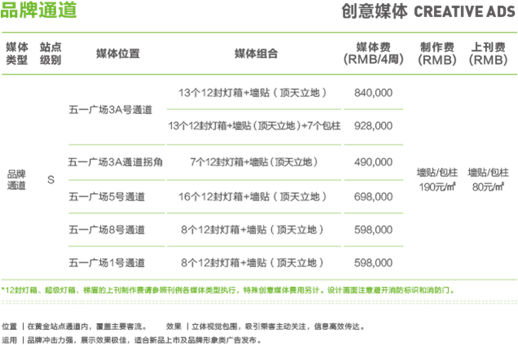 品牌通道
创意媒体 CREATIVE ADS
媒体类型 站点级别 媒体位置 媒体组合 媒体费(RMB/4周) 制作费(RMB) 上刊费(RMB)
品牌通道 S
五一广场3A号通道 13个12封灯箱+墙贴（顶天立地） 840,000
13个12封灯箱+墙贴（顶天立地）+7个包柱 928,000
五一广场3A通道拐角 7个12封灯箱+墙贴（顶天立地） 490,000
墙贴/包柱 190元/㎡ 墙贴/包柱 80元/㎡
五一广场5号通道 16个12封灯箱+墙贴（顶天立地） 698,000
五一广场8号通道 8个12封灯箱+墙贴（顶天立地） 598,000
五一广场1号通道 8个12封灯箱+墙贴（顶天立地） 598,000
*12封灯箱、超级灯箱、梯眉的上刊制作费请参照刊例各媒体类型执行，特殊创意媒体费用另计。设计画面注意避开消防标识和消防门。
位置 | 在黄金站点通道内，覆盖主要客流。 效果 | 立体视觉包围，吸引乘客主动关注，信息高效传达。
运用 | 品牌冲击力强，展示效果极佳，适合新品上市及品牌形象类广告发布。